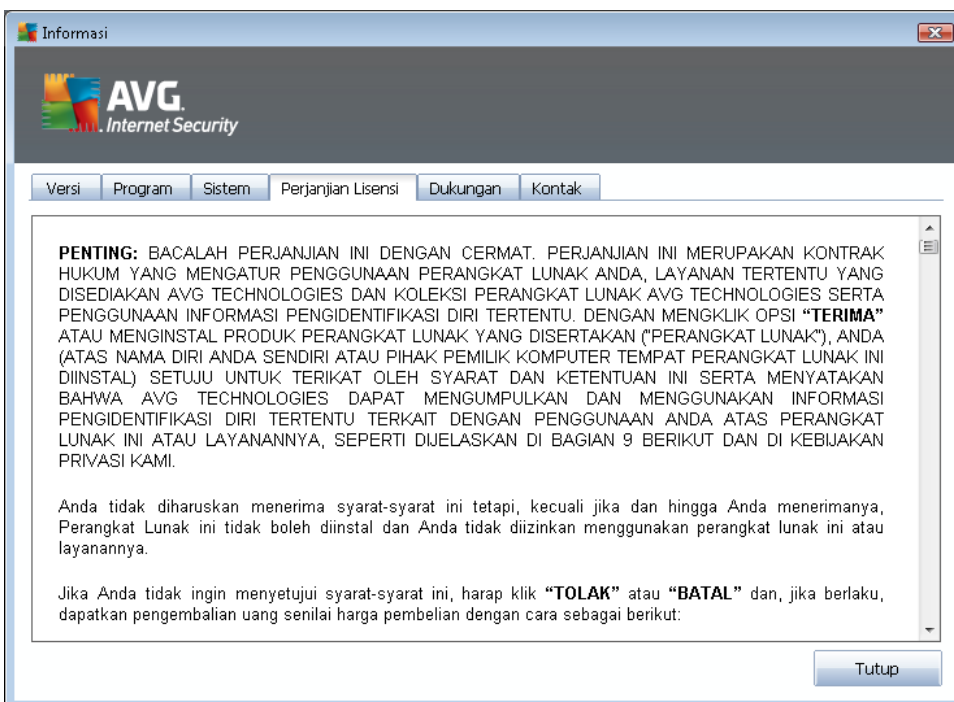 Informasi
AVG.
Internet Security
Versi Program Sistem Perjanjian Lisensi Dukungan Kontak
PENTING: BACALAH PERJANJIAN INI DENGAN CERMAT. PERJANJIAN INI MERUPAKAN KONTRAK
HUKUM YANG MENGATUR PENGGUNAAN PERANGKAT LUNAK ANDA, LAYANAN TERTENTU YANG
DISEDIAKAN AVG TECHNOLOGIES DAN KOLEKSI PERANGKAT LUNAK AVG TECHNOLOGIES SERTA
PENGGUNAAN INFORMASI PENGIDENTIFIKASI DIRI TERTENTU. DENGAN MENGKLIK OPSI “TERIMA”
ATAU MENGINSTAL PRODUK PERANGKAT LUNAK YANG DISERTAKAN ("PERANGKAT LUNAK"), ANDA
(ATAS NAMA DIRI ANDA SENDIRI ATAU PIHAK PEMILIK KOMPUTER TEMPAT PERANGKAT LUNAK INI
DIINSTAL) SETUJU UNTUK TERIKAT OLEH SYARAT DAN KETENTUAN INI SERTA MENYATAKAN
BAHWA AVG TECHNOLOGIES DAPAT MENGUMPULKAN DAN MENGGUNAKAN INFORMASI
PENGIDENTIFIKASI DIRI TERTENTU TERKAIT DENGAN PENGGUNAAN ANDA ATAS PERANGKAT
LUNAK INI ATAU LAYANANNYA, SEPERTI DIJELASKAN DI BAGIAN 9 BERIKUT DAN DI KEBIJAKAN
PRIVASI KAMI.
Anda tidak diharuskan menerima syarat-syarat ini tetapi, kecuali jika dan hingga Anda menerimanya,
Perangkat Lunak ini tidak boleh diinstal dan Anda tidak diizinkan menggunakan perangkat lunak ini atau
layanannya.
Jika Anda tidak ingin menyetujui syarat-syarat ini, harap klik “TOLAK” atau “BATAL” dan, jika berlaku,
dapatkan pengembalian uang senilai harga pembelian dengan cara sebagai berikut:
Tutup